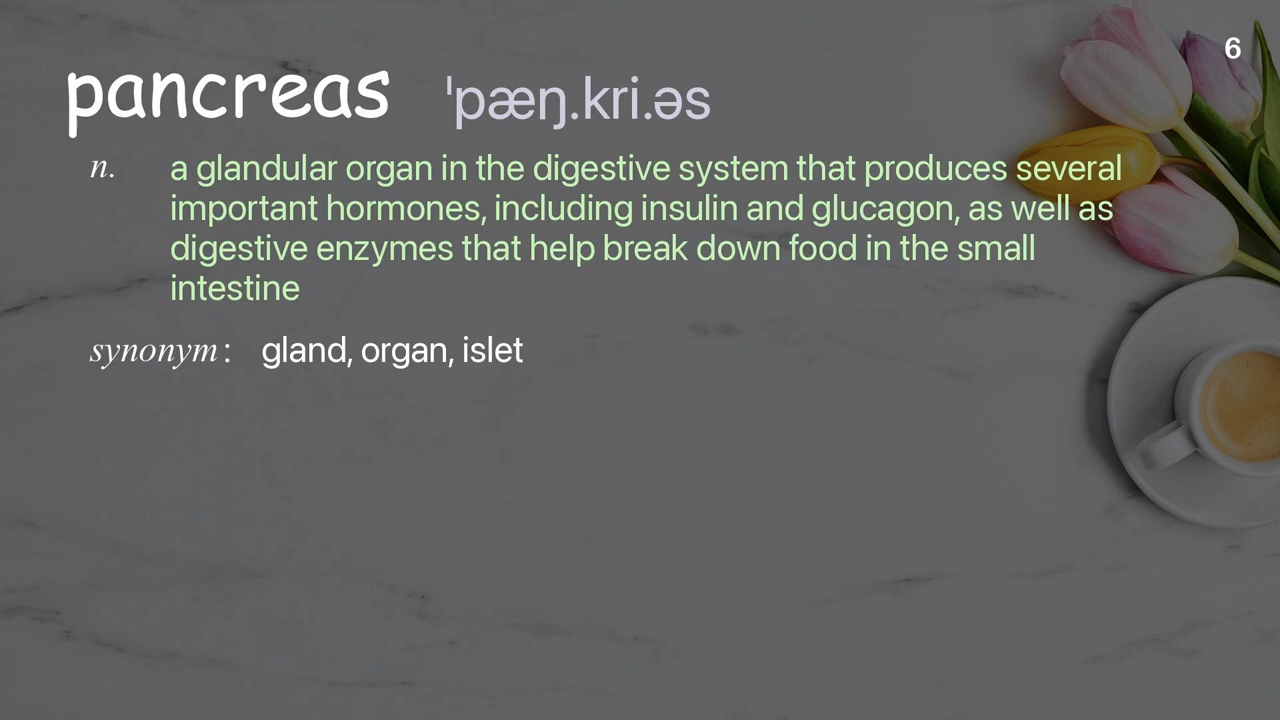 6
pancreas ˈpæŋ.kri.əs
n. a glandular organ in the digestive system that produces several
important hormones, including insulin and glucagon, as well as
digestive enzymes that help break down food in the small
intestine
synonym: gland, organ, islet